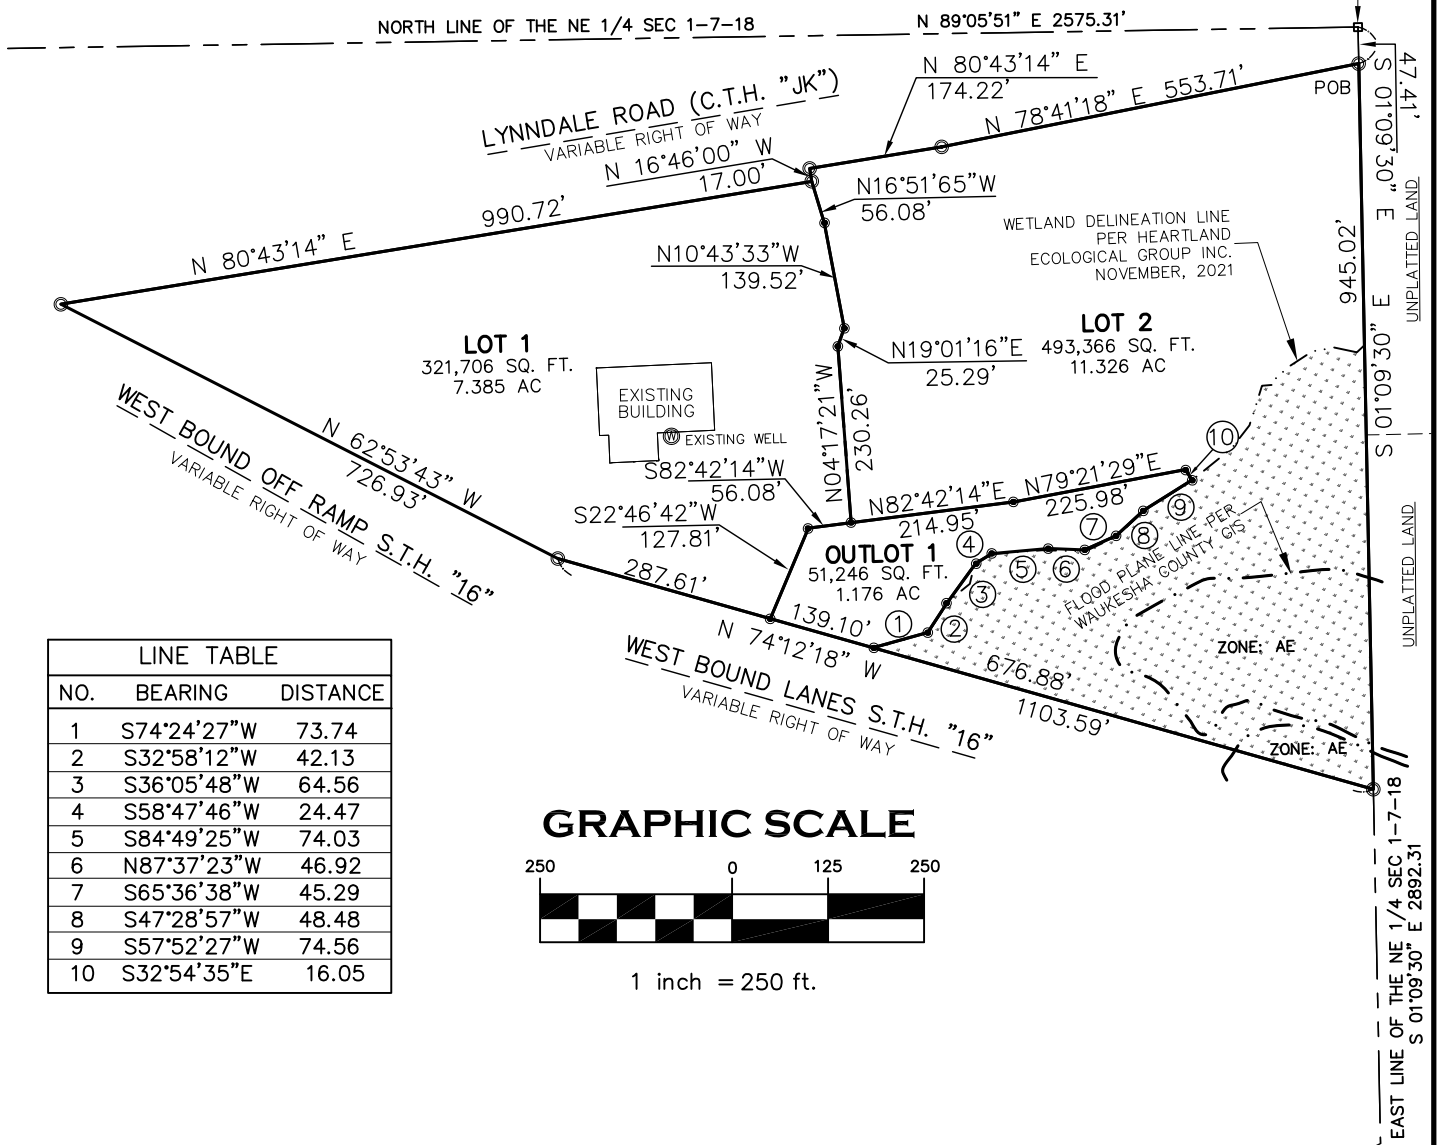 NORTH LINE OF THE NE 1/4 SEC 1-7-18
N 89°05'51" E 2575.31'
47.41'
S 01°09'30" E
POB
N 80°43'14" E
174.22'
N 78°41'18" E 553.71'
LYNNDALE ROAD (C.T.H. "JK")
VARIABLE RIGHT OF WAY
N 16°46'00" W
17.00'
N16°51'65"W
56.08'
990.72'
N 80°43'14" E
N10°43'33"W
139.52'
WETLAND DELINEATION LINE
PER HEARTLAND
ECOLOGICAL GROUP INC.
NOVEMBER, 2021
945.02'
S 01°09'30" E
UNPLATTED LAND
LOT 1
321,706 SQ. FT.
7.385 AC
LOT 2
493,366 SQ. FT.
11.326 AC
N19°01'16"E
25.29'
EXISTING
BUILDING
W
EXISTING WELL
N04°17'21"W
230.26'
WEST BOUND OFF RAMP S.T.H. "16"
VARIABLE RIGHT OF WAY
N 62°53'43" W
726.93'
S82°42'14"W
56.08'
S22°46'42"W
127.81'
N82°42'14"E
214.95'
N79°21'29"E
225.98'
10
9
8
7
6
5
4
3
2
1
OUTLOT 1
51,246 SQ. FT.
1.176 AC
FLOOD PLANE LINE PER
WAUKESHA COUNTY GIS
UNPLATTED LAND
ZONE: AE
ZONE: AE
287.61'
139.10'
N 74°12'18" W
676.88'
1103.59'
WEST BOUND LANES S.T.H. "16"
VARIABLE RIGHT OF WAY
LINE TABLE
NO. BEARING DISTANCE
1 S74°24'27"W 73.74
2 S32°58'12"W 42.13
3 S36°05'48"W 64.56
4 S58°47'46"W 24.47
5 S84°49'25"W 74.03
6 N87°37'23"W 46.92
7 S65°36'38"W 45.29
8 S47°28'57"W 48.48
9 S57°52'27"W 74.56
10 S32°54'35"E 16.05
GRAPHIC SCALE
250 0 125 250
1 inch = 250 ft.
EAST LINE OF THE NE 1/4 SEC 1-7-18
S 01°09'30" E 2892.31